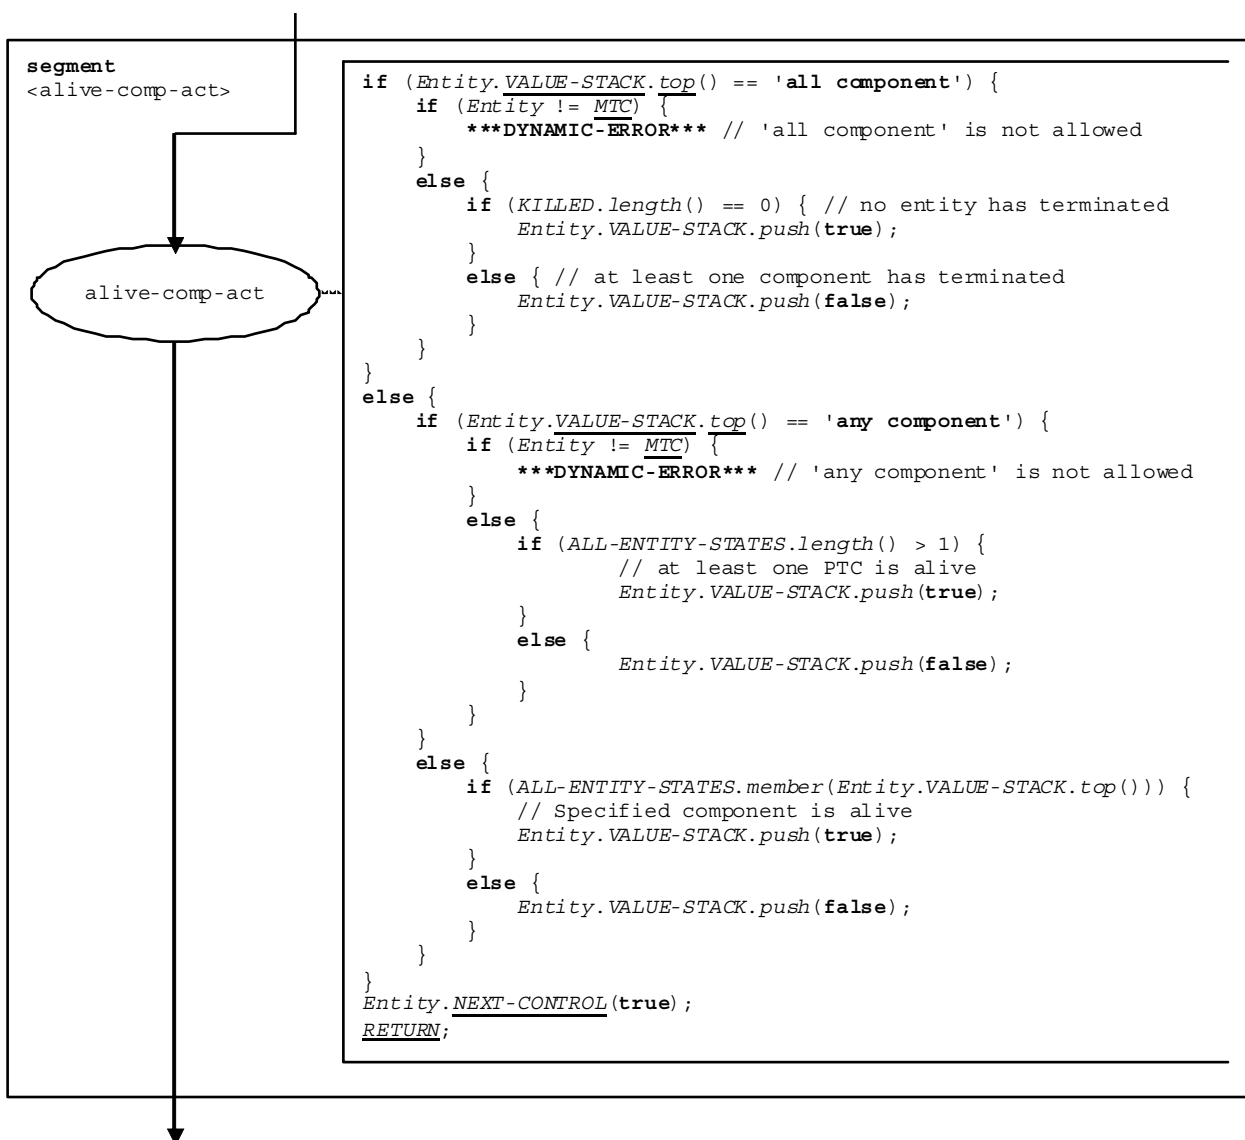 segment
<alive-comp-act>
alive-comp-act
if (Entity.VALUE-STACK.top() == 'all component') {
if (Entity != MTC) {
***DYNAMIC-ERROR*** // 'all component' is not allowed
}
else {
if (KILLED.length() == 0) { // no entity has terminated
Entity.VALUE-STACK.push(true);
}
else { // at least one component has terminated
Entity.VALUE-STACK.push(false);
}
}
}
else {
if (Entity.VALUE-STACK.top() == 'any component') {
if (Entity != MTC) {
***DYNAMIC-ERROR*** // 'any component' is not allowed
}
else {
if (ALL-ENTITY-STATES.length() > 1) {
// at least one PTC is alive
Entity.VALUE-STACK.push(true);
}
else {
Entity.VALUE-STACK.push(false);
}
}
}
else {
if (ALL-ENTITY-STATES.member(Entity.VALUE-STACK.top())) {
// Specified component is alive
Entity.VALUE-STACK.push(true);
}
else {
Entity.VALUE-STACK.push(false);
}
}
}
Entity.NEXT-CONTROL(true);
RETURN;